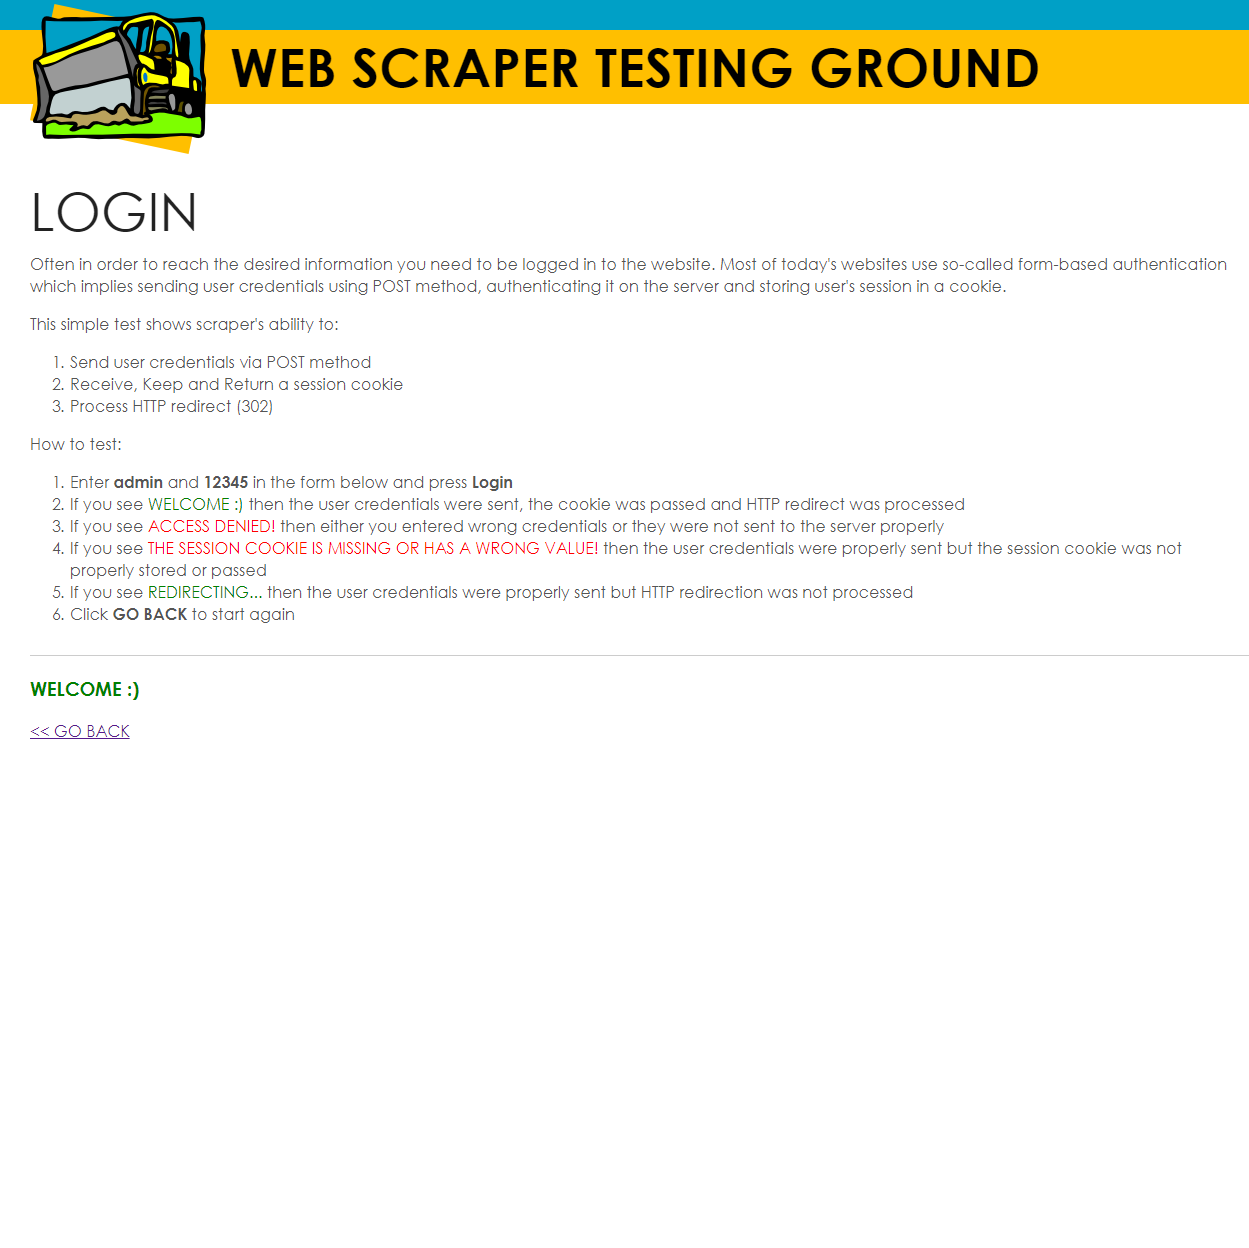 WEB SCRAPER TESTING GROUND
LOGIN
Often in order to reach the desired information you need to be logged in to the website. Most of today's websites use so-called form-based authentication
which implies sending user credentials using POST method, authenticating it on the server and storing user's session in a cookie.
This simple test shows scraper's ability to:
1. Send user credentials via POST method
2. Receive, Keep and Return a session cookie
3. Process HTTP redirect (302)
How to test:
1. Enter admin and 12345 in the form below and press Login
2. If you see WELCOME :) then the user credentials were sent, the cookie was passed and HTTP redirect was processed
3. If you see ACCESS DENIED! then either you entered wrong credentials or they were not sent to the server properly
4. If you see THE SESSION COOKIE IS MISSING OR HAS A WRONG VALUE! then the user credentials were properly sent but the session cookie was not
properly stored or passed
5. If you see REDIRECTING... then the user credentials were properly sent but HTTP redirection was not processed
6. Click GO BACK to start again
WELCOME :)
<< GO BACK